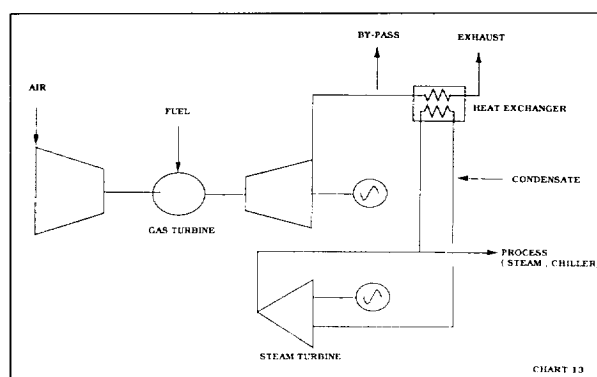 BY-PASS
EXHAUST
AIR
FUEL
HEAT EXCHANGER
CONDENSATE
GAS TURBINE
PROCESS
( STEAM , CHILLER
STEAM TURBINE
CHART 13